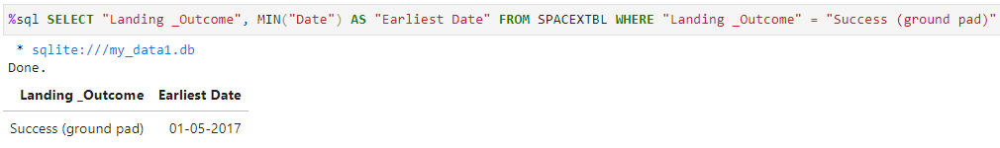 %sql SELECT "Landing _Outcome", MIN("Date") AS "Earliest Date" FROM SPACEXTBL WHERE "Landing _Outcome" = "Success (ground pad)"
* sqlite:///my_data1.db
Done.
Landing _Outcome Earliest Date
Success (ground pad) 01-05-2017